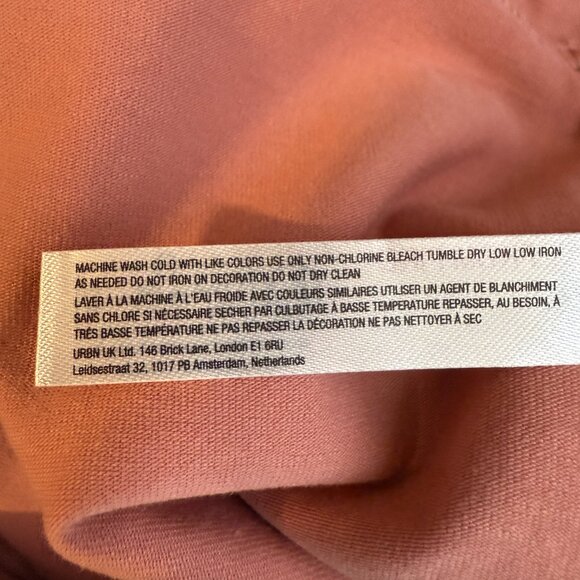 MACHINE WASH COLD WITH LIKE COLORS USE ONLY NON-CHLORINE BLEACH TUMBLE DRY LOW LOW IRON
AS NEEDED DO NOT IRON ON DECORATION DO NOT DRY CLEAN
LAVER À LA MACHINE À L'EAU FROIDE AVEC COULEURS SIMILAIRES UTILISER UN AGENT DE BLANCHIMENT
SANS CHLORE SI NÉCESSAIRE SECHER PAR CULBUTAGE À BASSE TEMPÉRATURE REPASSER, AU BESOIN, À
TRÈS BASSE TEMPÉRATURE NE PAS REPASSER LA DÉCORATION NE PAS NETTOYER À SEC
URBN UK Ltd. 146 Brick Lane, London E1 6RU
Leidsestraat 32, 1017 PB Amsterdam, Netherlands